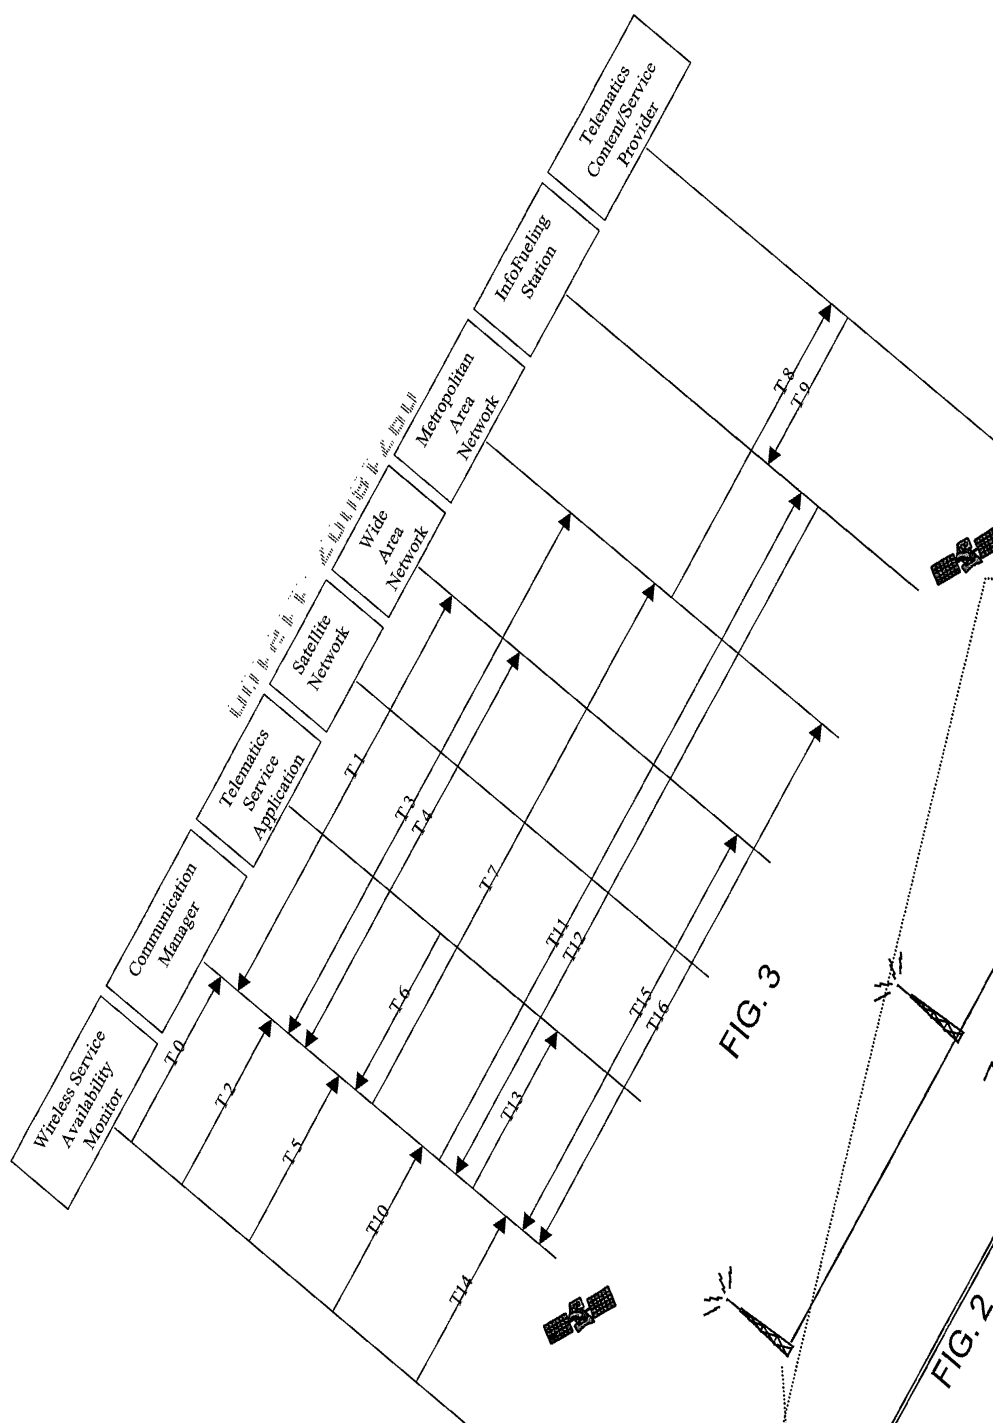 Wireless Service
Availability
Monitor
Communication
Manager
Telematics
Service
Application
Satellite
Network
Wide
Area
Network
Metropolitan
Area
Network
InfoFueling
Station
Telematics
Content/Service
Provider
T 0
T 1
T 2
T 3
T 4
T 5
T 6
T 7
T 8
T 9
T10
T11
T12
T13
T14
T15
T16
FIG. 3
FIG. 2